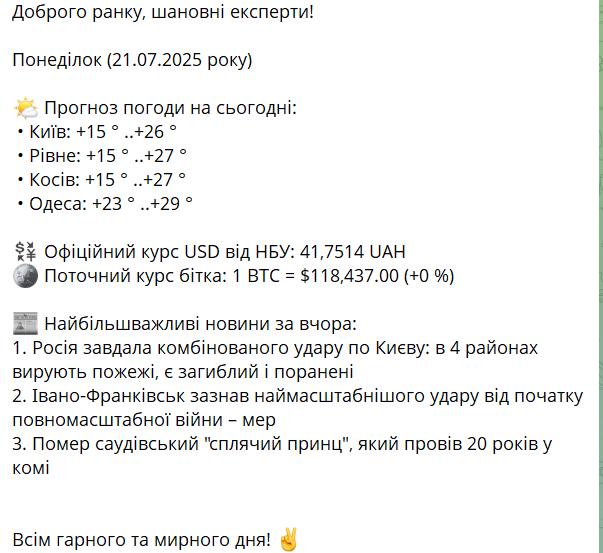 Доброго ранку, шановні експерти!
Понеділок (21.07.2025 року)
🌤 Прогноз погоди на сьогодні:
• Київ: +15 ° ..+26 °
• Рівне: +15 ° ..+27 °
• Косів: +15 ° ..+27 °
• Одеса: +23 ° ..+29 °
💱 Офіційний курс USD від НБУ: 41,7514 UAH
🌚 Поточний курс бітка: 1 BTC = $118,437.00 (+0 %)
📰 Найбільшважливі новини за вчора:
1. Росія завдала комбінованого удару по Києву: в 4 районах
вирують пожежі, є загиблий і поранені
2. Івано-Франківськ зазнав наймасштабнішого удару від початку
повномасштабної війни – мер
3. Помер саудівський "сплячий принц", який провів 20 років у
комі
Всім гарного та мирного дня! ✌